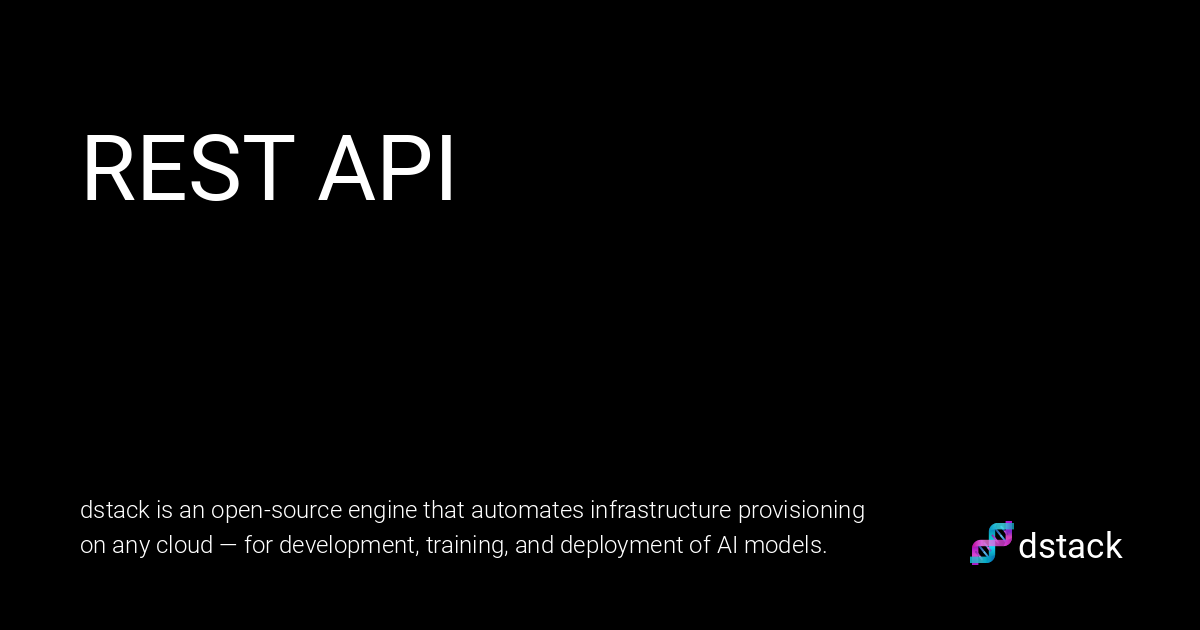 REST API
dstack is an open-source engine that automates infrastructure provisioning
on any cloud — for development, training, and deployment of AI models.
dstack